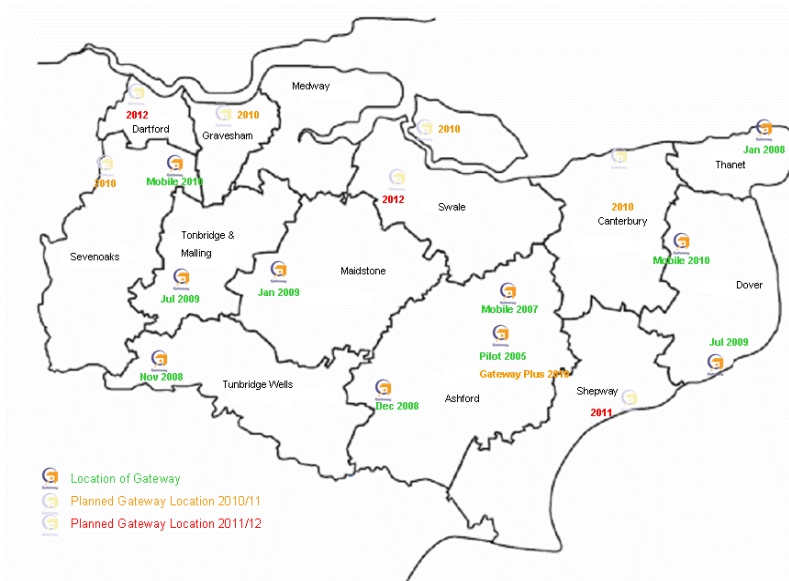 Medway
2012
Dartford
2010
Gravesham
2010
Jan 2008
Thanet
2010
Mobile 2010
2012
Swale
2010
Canterbury
Sevenoaks
Tonbridge &
Malling
Maidstone
Mobile 2010
Dover
Jul 2009
Jan 2009
Mobile 2007
Jul 2009
Pilot 2005
Gateway Plus 2010
Nov 2008
Tunbridge Wells
Dec 2008
Ashford
Shepway
2011
Location of Gateway
Planned Gateway Location 2010/11
Planned Gateway Location 2011/12